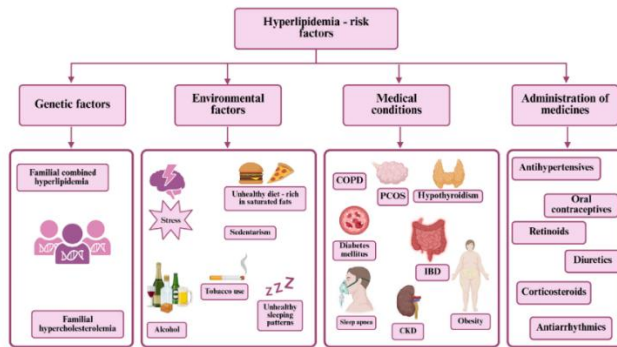 Hyperlipidemia - risk
factors
Genetic factors
Environmental
factors
Medical
conditions
Administration of
medicines
Familial combined
hyperlipidemia
Familial
hypercholesterolemia
Stress
Unhealthy diet - rich
in saturated fats
Sedentarism
Tobacco use
Alcohol
zzz
Unhealthy
sleeping
patterns
COPD
PCOS
Hypothyroidism
Diabetes
mellitus
IBD
Sleep apnea
CKD
Obesity
Antihypertensives
Oral
contraceptives
Retinoids
Diuretics
Corticosteroids
Antiarrhythmics